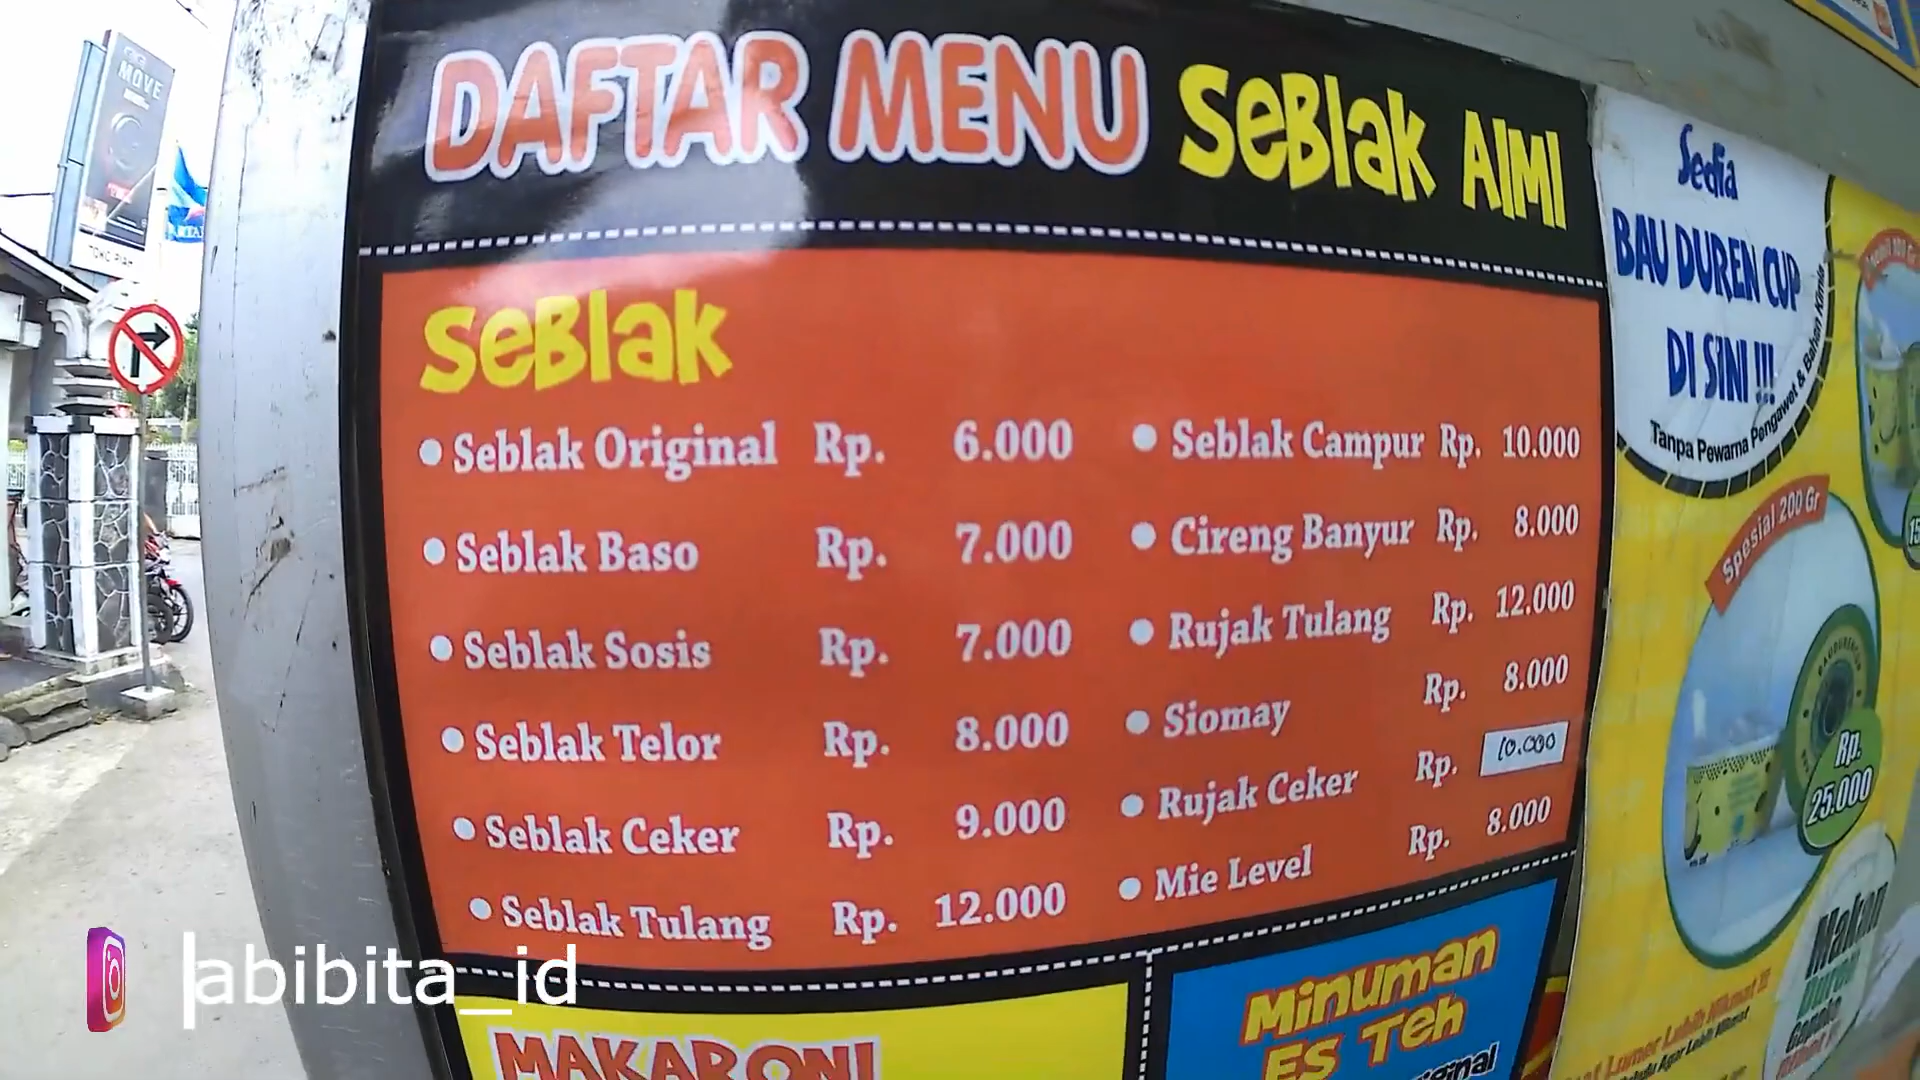 MOVE
DAFTAR MENU SeBlak AIMI
SeBlak
• Seblak Original Rp. 6.000
• Seblak Baso Rp. 7.000
• Seblak Sosis Rp. 7.000
• Seblak Telor Rp. 8.000
• Seblak Ceker Rp. 9.000
• Seblak Tulang Rp. 12.000
• Seblak Campur Rp. 10.000
• Cireng Banyur Rp. 8.000
• Rujak Tulang Rp. 12.000
• Siomay Rp. 8.000
• Rujak Ceker Rp. 10.000
• Mie Level Rp. 8.000
MAKARONI
Minuman
Es Teh
Sedia
BAU DUREN CUP
DI SINI !!!
Tanpa Pewarna Pengawet & Bahan Kimia
Spesial 200 Gr
Rp.
25.000
Makan
Duren
abibita_id